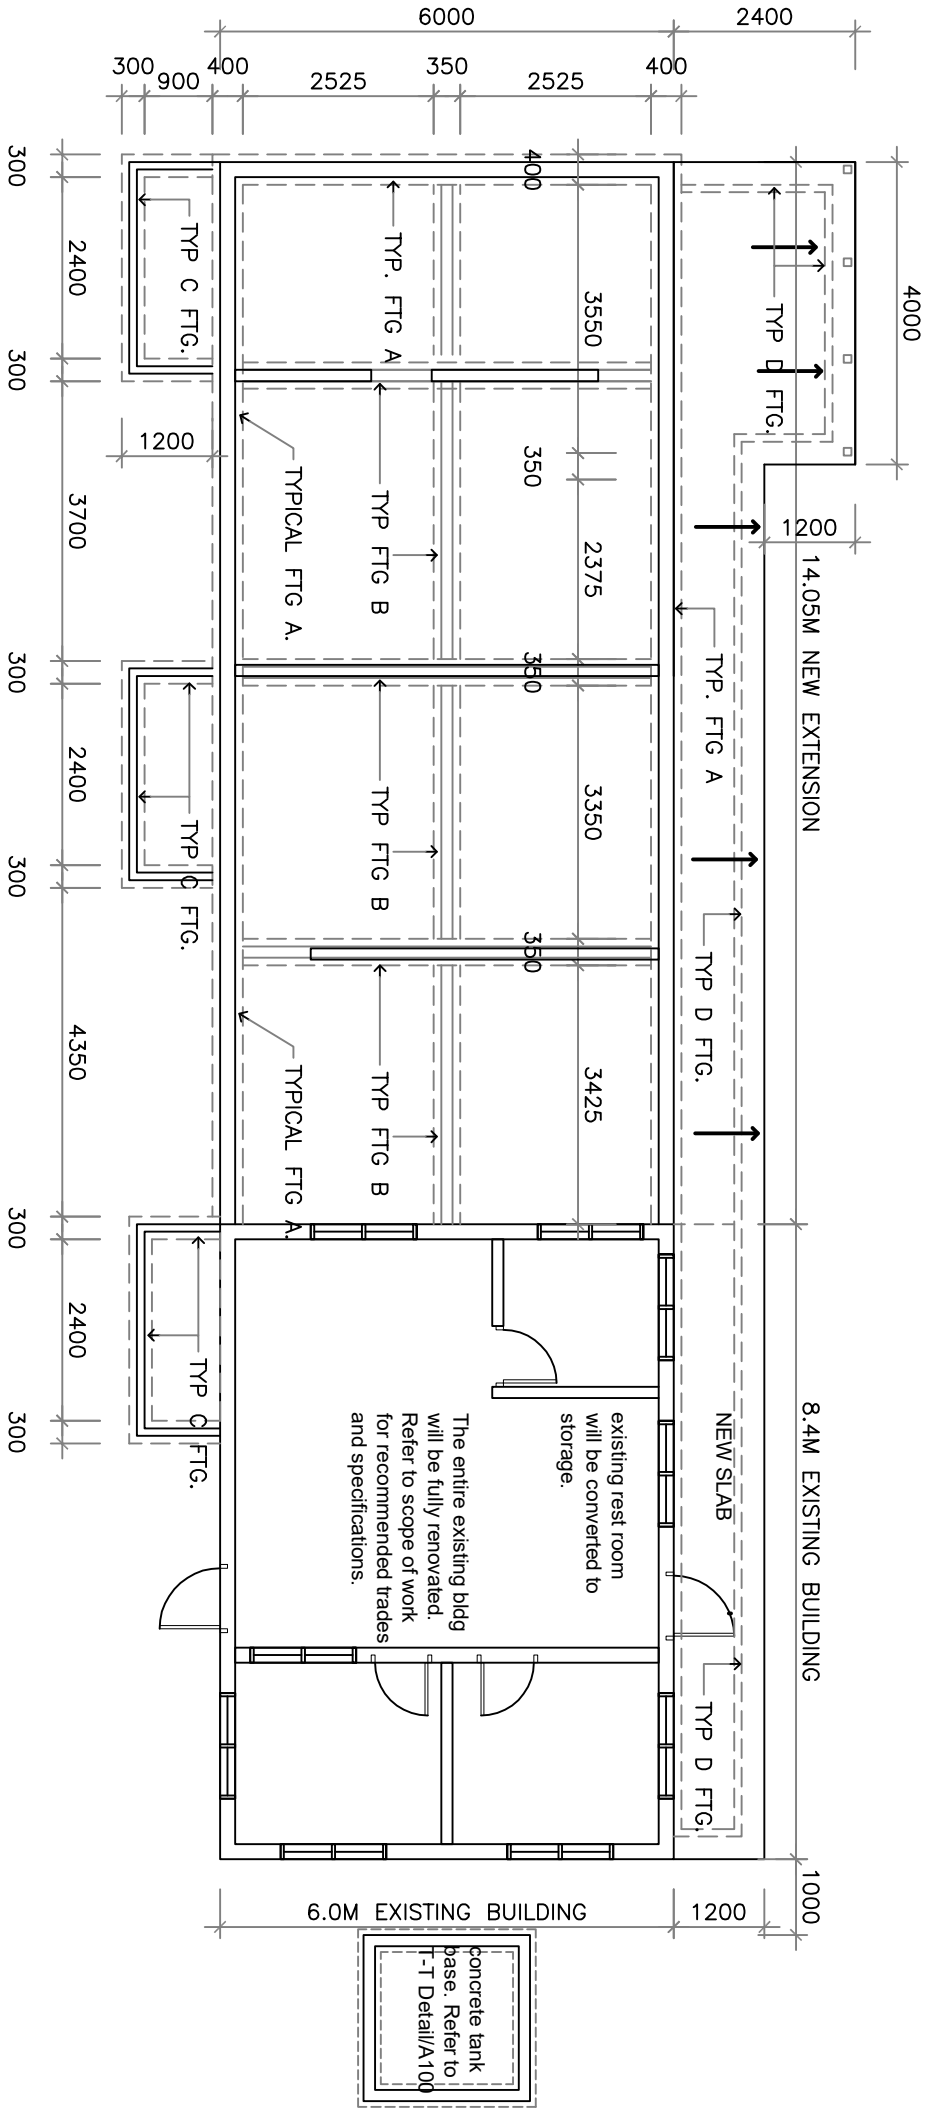 6000
2400
300
900
400
2525
350
2525
400
300
2400
300
3700
300
2400
300
4350
300
2400
300
1200
4000
1200
400
3550
350
2375
350
3350
350
3425
TYP C FTG.
TYP. FTG A
TYP D FTG.
TYPICAL FTG A.
TYP FTG B
TYP. FTG A
14.05M NEW EXTENSION
TYP C FTG.
TYP FTG B
TYP D FTG.
TYPICAL FTG A.
TYP FTG B
TYP C FTG.
8.4M EXISTING BUILDING
NEW SLAB
existing rest room
will be converted to
storage.
The entire existing bldg
will be fully renovated.
Refer to scope of work
for recommended trades
and specifications.
TYP D FTG.
1000
6.0M EXISTING BUILDING
1200
concrete tank
base. Refer to
T-T Detail/A100